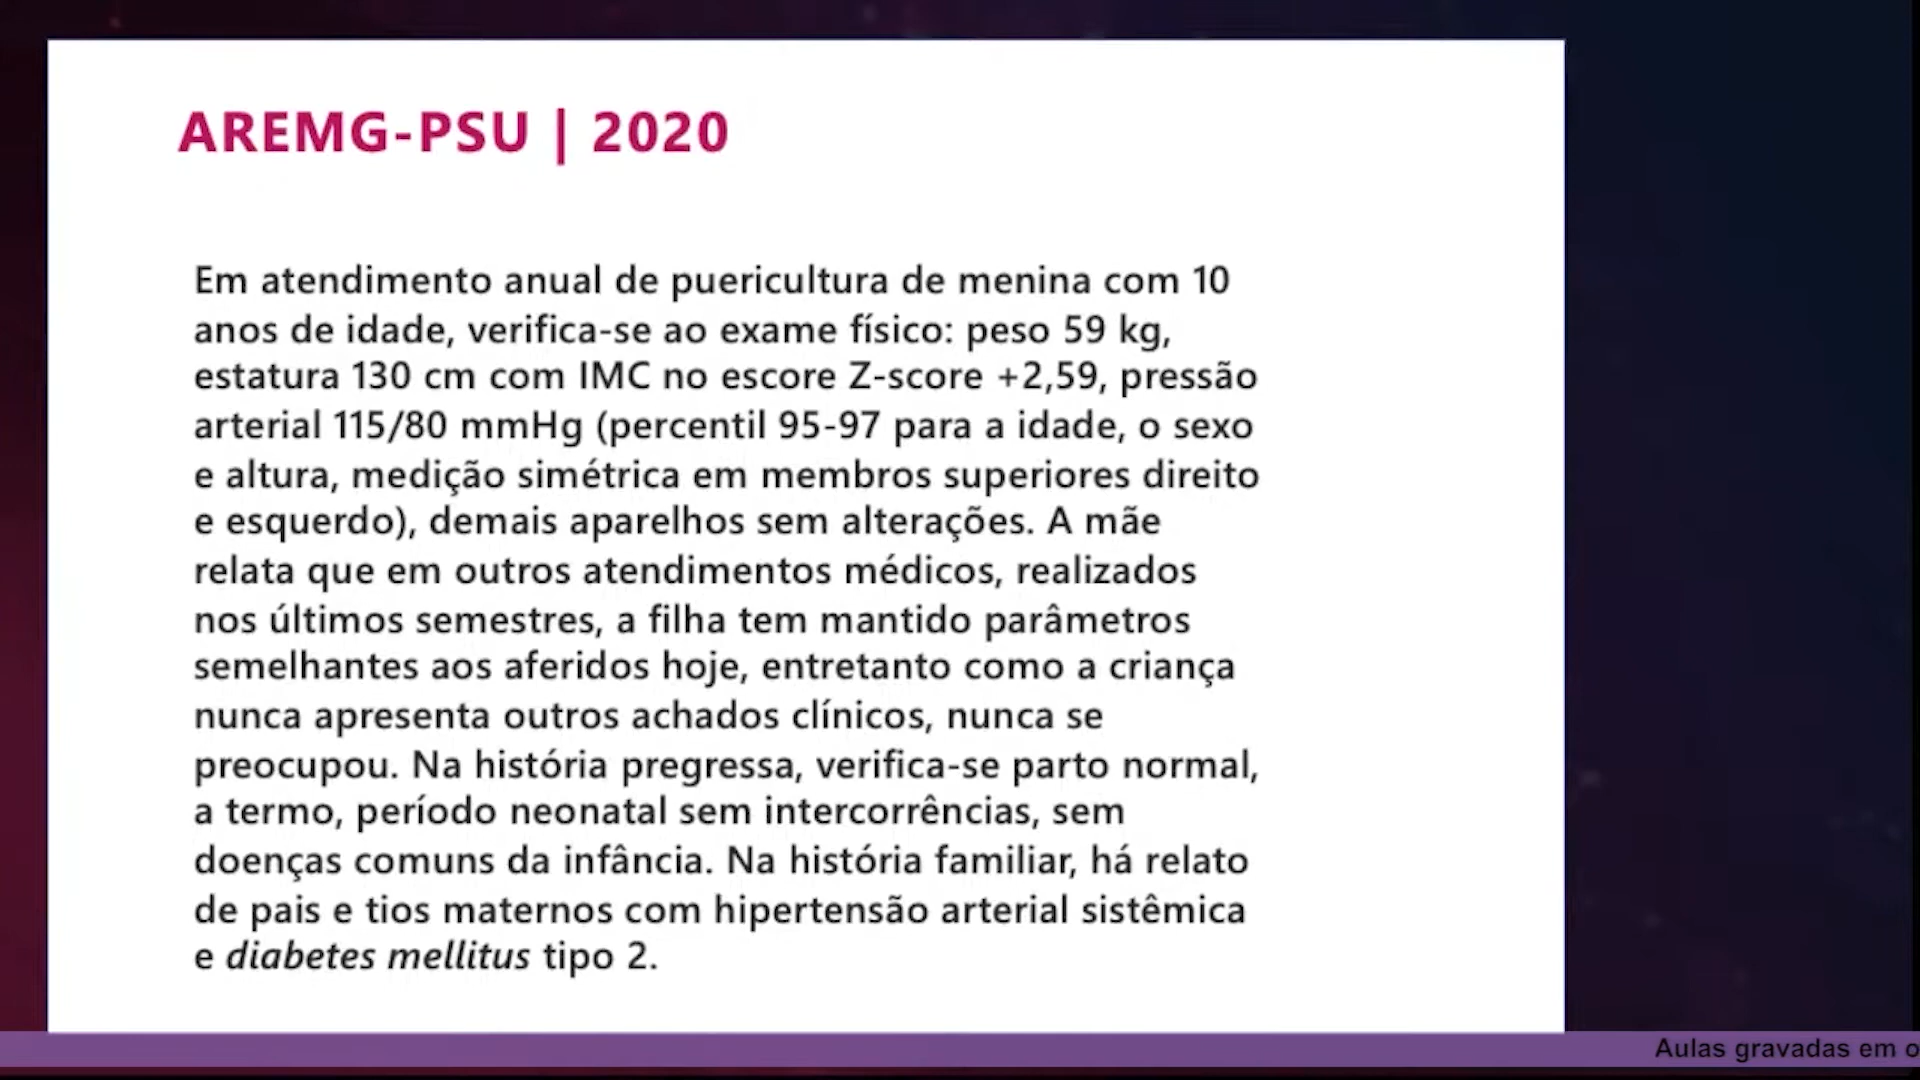 AREMG-PSU | 2020
Em atendimento anual de puericultura de menina com 10
anos de idade, verifica-se ao exame físico: peso 59 kg,
estatura 130 cm com IMC no escore Z-score +2,59, pressão
arterial 115/80 mmHg (percentil 95-97 para a idade, o sexo
e altura, medição simétrica em membros superiores direito
e esquerdo), demais aparelhos sem alterações. A mãe
relata que em outros atendimentos médicos, realizados
nos últimos semestres, a filha tem mantido parâmetros
semelhantes aos aferidos hoje, entretanto como a criança
nunca apresenta outros achados clínicos, nunca se
preocupou. Na história pregressa, verifica-se parto normal,
a termo, período neonatal sem intercorrências, sem
doenças comuns da infância. Na história familiar, há relato
de pais e tios maternos com hipertensão arterial sistêmica
e diabetes mellitus tipo 2.
Aulas gravadas em o